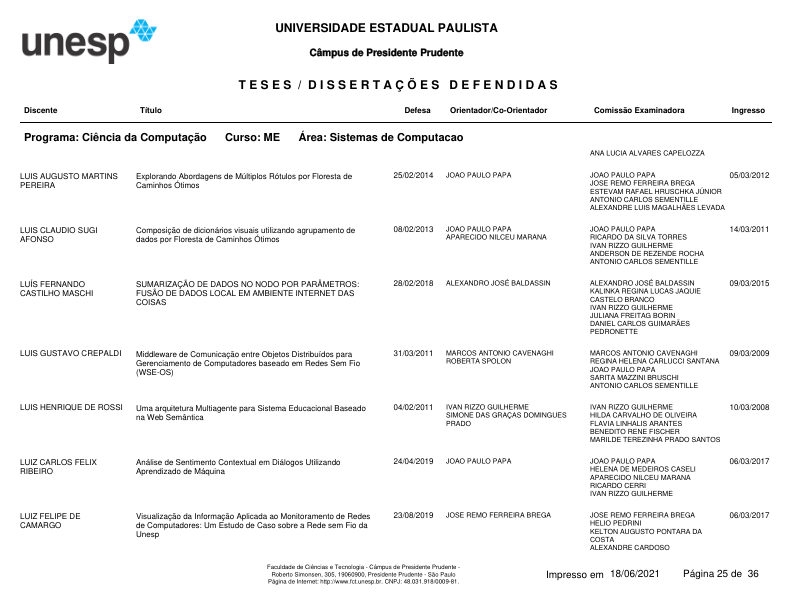 unesp
UNIVERSIDADE ESTADUAL PAULISTA
Câmpus de Presidente Prudente
TESES / DISSERTAÇÕES DEFENDIDAS
Discente Título Defesa Orientador/Co-Orientador Comissão Examinadora Ingresso
Programa: Ciência da Computação Curso: ME Área: Sistemas de Computacao
ANA LUCIA ALVARES CAPELOZZA
LUIS AUGUSTO MARTINS Explorando Abordagens de Múltiplos Rótulos por Floresta de 25/02/2014 JOAO PAULO PAPA JOAO PAULO PAPA 05/03/2012
PEREIRA Caminhos Ótimos JOSE REMO FERREIRA BREGA
ESTEVAM RAFAEL HRUSCHKA JÚNIOR
ANTONIO CARLOS SEMENTILLE
ALEXANDRE LUIS MAGALHÃES LEVADA
LUIS CLAUDIO SUGI Composição de dicionários visuais utilizando agrupamento de 08/02/2013 JOAO PAULO PAPA JOAO PAULO PAPA 14/03/2011
AFONSO dados por Floresta de Caminhos Ótimos APARECIDO NILCEU MARANA RICARDO DA SILVA TORRES
IVAN RIZZO GUILHERME
ANDERSON DE REZENDE ROCHA
ANTONIO CARLOS SEMENTILLE
LUÍS FERNANDO SUMARIZAÇÃO DE DADOS NO NODO POR PARÂMETROS: 28/02/2018 ALEXANDRO JOSÉ BALDASSIN ALEXANDRO JOSÉ BALDASSIN 09/03/2015
CASTILHO MASCHI FUSÃO DE DADOS LOCAL EM AMBIENTE INTERNET DAS KALINKA REGINA LUCAS JAQUIE
COISAS CASTELO BRANCO
IVAN RIZZO GUILHERME
JULIANA FREITAG BORIN
DANIEL CARLOS GUIMARÃES
PEDRONETTE
LUIS GUSTAVO CREPALDI Middleware de Comunicação entre Objetos Distribuídos para 31/03/2011 MARCOS ANTONIO CAVENAGHI MARCOS ANTONIO CAVENAGHI 09/03/2009
Gerenciamento de Computadores baseado em Redes Sem Fio ROBERTA SPOLON REGINA HELENA CARLUCCI SANTANA
(WSE-OS) JOAO PAULO PAPA
SARITA MAZZINI BRUSCHI
ANTONIO CARLOS SEMENTILLE
LUIS HENRIQUE DE ROSSI Uma arquitetura Multiagente para Sistema Educacional Baseado 04/02/2011 IVAN RIZZO GUILHERME IVAN RIZZO GUILHERME 10/03/2008
na Web Semântica SIMONE DAS GRAÇAS DOMINGUES HILDA CARVALHO DE OLIVEIRA
PRADO FLAVIA LINHALIS ARANTES
BENEDITO RENE FISCHER
MARILDE TEREZINHA PRADO SANTOS
LUIZ CARLOS FELIX Análise de Sentimento Contextual em Diálogos Utilizando 24/04/2019 JOAO PAULO PAPA JOAO PAULO PAPA 06/03/2017
RIBEIRO Aprendizado de Máquina HELENA DE MEDEIROS CASELI
APARECIDO NILCEU MARANA
RICARDO CERRI
IVAN RIZZO GUILHERME
LUIZ FELIPE DE Visualização da Informação Aplicada ao Monitoramento de Redes 23/08/2019 JOSE REMO FERREIRA BREGA JOSE REMO FERREIRA BREGA 06/03/2017
CAMARGO de Computadores: Um Estudo de Caso sobre a Rede sem Fio da HELIO PEDRINI
Unesp KELTON AUGUSTO PONTARA DA
COSTA
ALEXANDRE CARDOSO
Faculdade de Ciências e Tecnologia - Câmpus de Presidente Prudente -
Roberto Simonsen, 305, 19060900, Presidente Prudente - São Paulo
Página de Internet: http://www.fct.unesp.br. CNPJ: 48.031.918/0009-81.
Impresso em 18/06/2021 Página 25 de 36